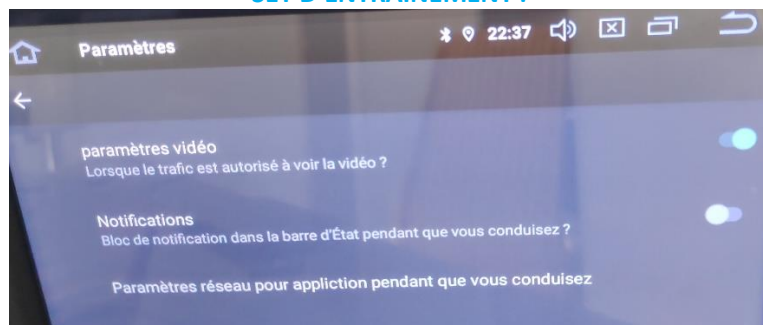 SET D'ENTRAINEMENT :
Paramètres 22:37
paramètres vidéo
Lorsque le trafic est autorisé à voir la vidéo ?
Notifications
Bloc de notification dans la barre d'État pendant que vous conduisez ?
Paramètres réseau pour appliction pendant que vous conduisez